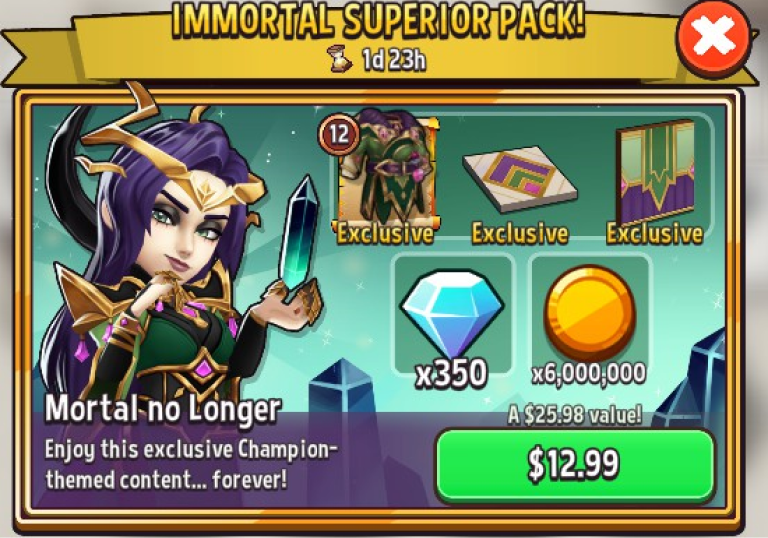 IMMORTAL SUPERIOR PACK!
1d 23h
12
Exclusive
Exclusive
Exclusive
x350
x6,000,000
Mortal no Longer
Enjoy this exclusive Champion-
themed content... forever!
A $25.98 value!
$12.99